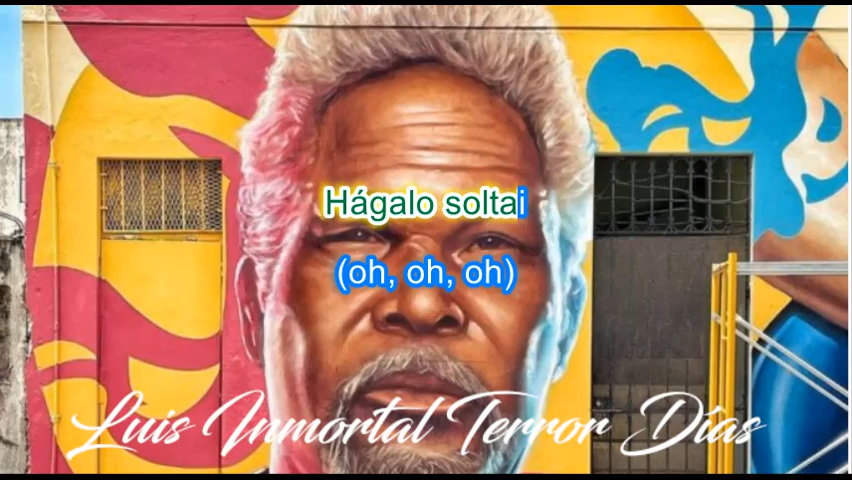 Hágalo soltai
(oh, oh, oh)
Luis Inmortal Terror Días